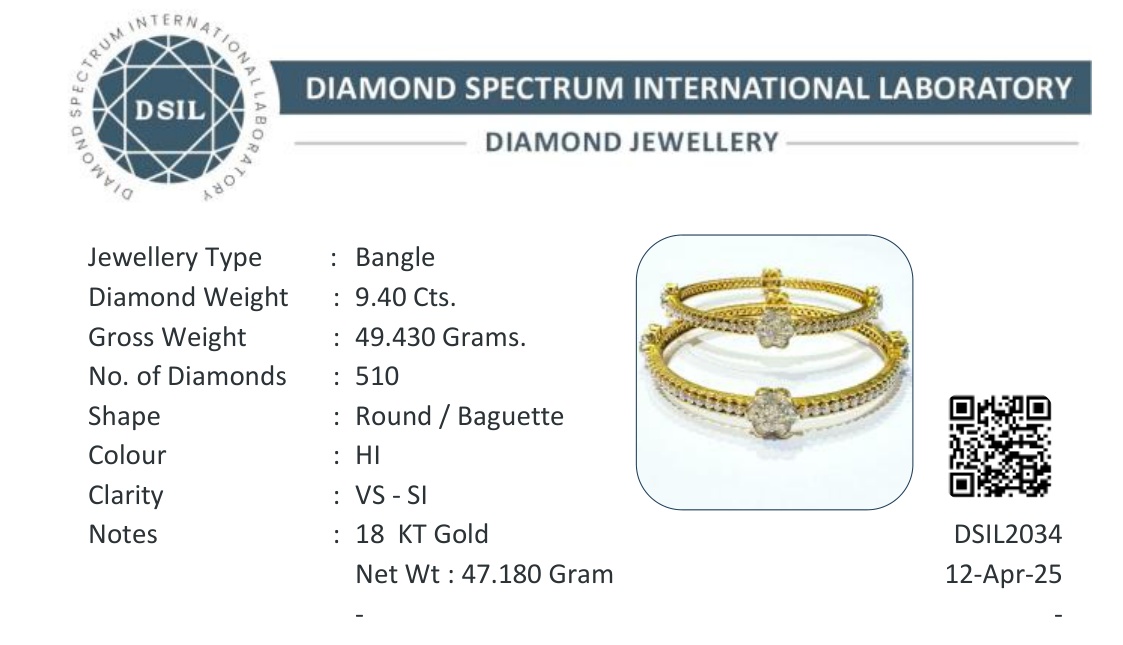 DIAMOND SPECTRUM INTERNATIONAL LABORATORY
DSIL
DIAMOND SPECTRUM INTERNATIONAL LABORATORY
DIAMOND JEWELLERY
Jewellery Type : Bangle
Diamond Weight : 9.40 Cts.
Gross Weight : 49.430 Grams.
No. of Diamonds : 510
Shape : Round / Baguette
Colour : HI
Clarity : VS - SI
Notes : 18 KT Gold
DSIL2034
Net Wt : 47.180 Gram
12-Apr-25
-
-